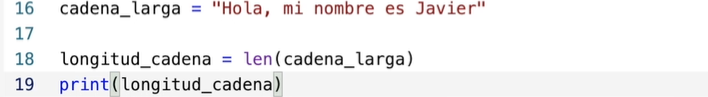 16 cadena_larga = "Hola, mi nombre es Javier"
17
18 longitud_cadena = len(cadena_larga)
19 print(longitud_cadena)